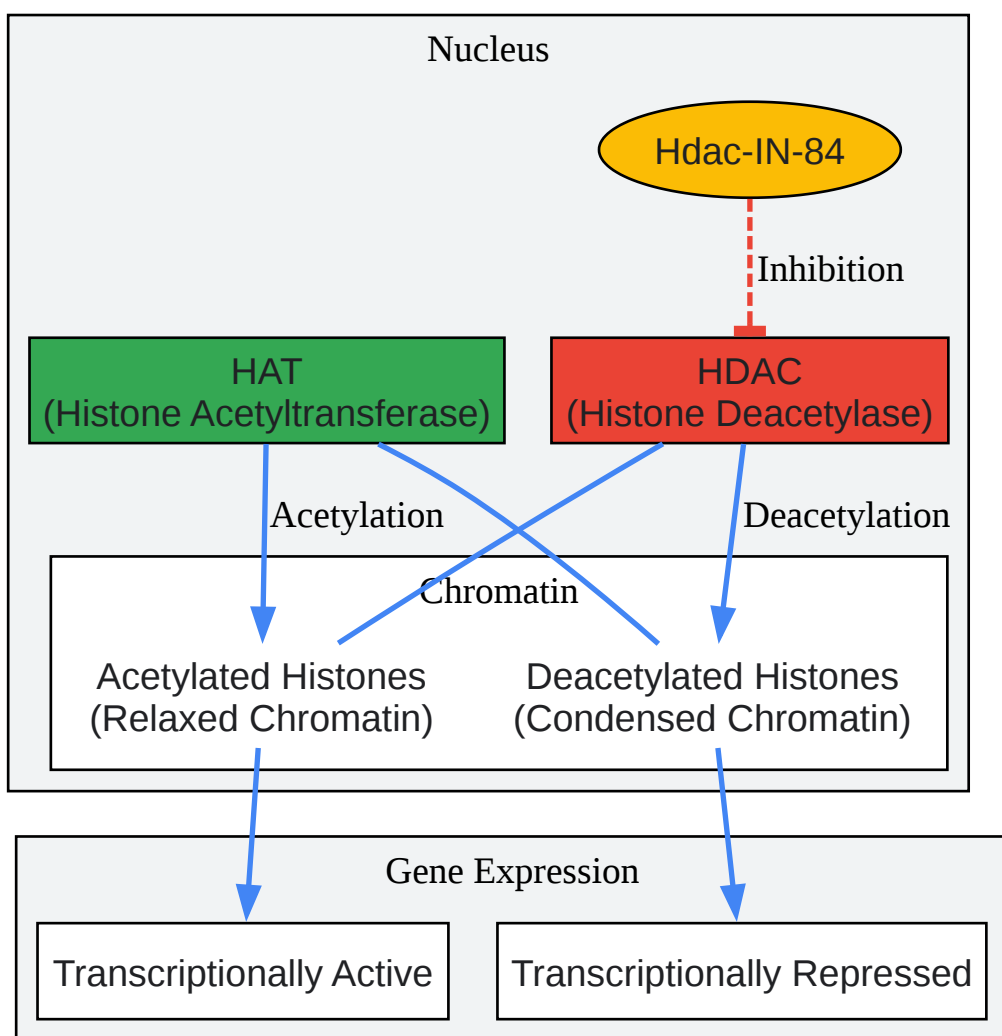 Nucleus
Hdac-IN-84
Inhibition
HAT
(Histone Acetyltransferase)
HDAC
(Histone Deacetylase)
Acetylation
Deacetylation
Chromatin
Acetylated Histones
(Relaxed Chromatin)
Deacetylated Histones
(Condensed Chromatin)
Gene Expression
Transcriptionally Active
Transcriptionally Repressed